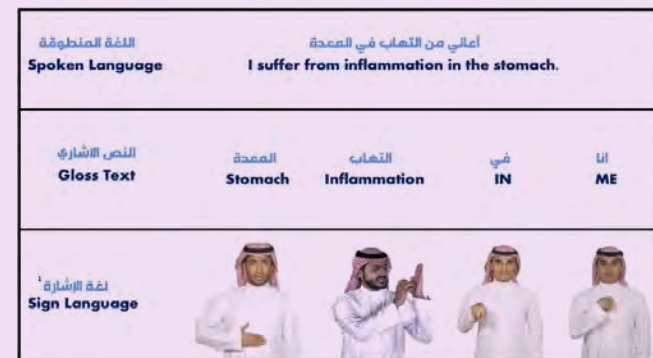 اللغة المنطوقة
Spoken Language
أعاني من التهاب في المعدة
I suffer from inflammation in the stomach.
النص الاشاري
Gloss Text
انا
ME
في
IN
التهاب
Inflammation
المعدة
Stomach
لغة الإشارة 1
Sign Language